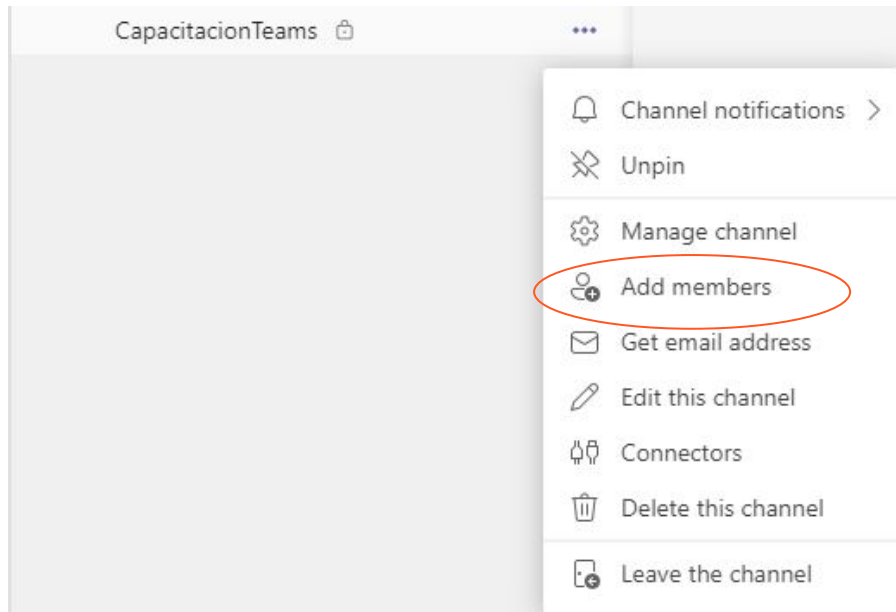 CapacitacionTeams
Channel notifications
Unpin
Manage channel
Add members
Get email address
Edit this channel
Connectors
Delete this channel
Leave the channel